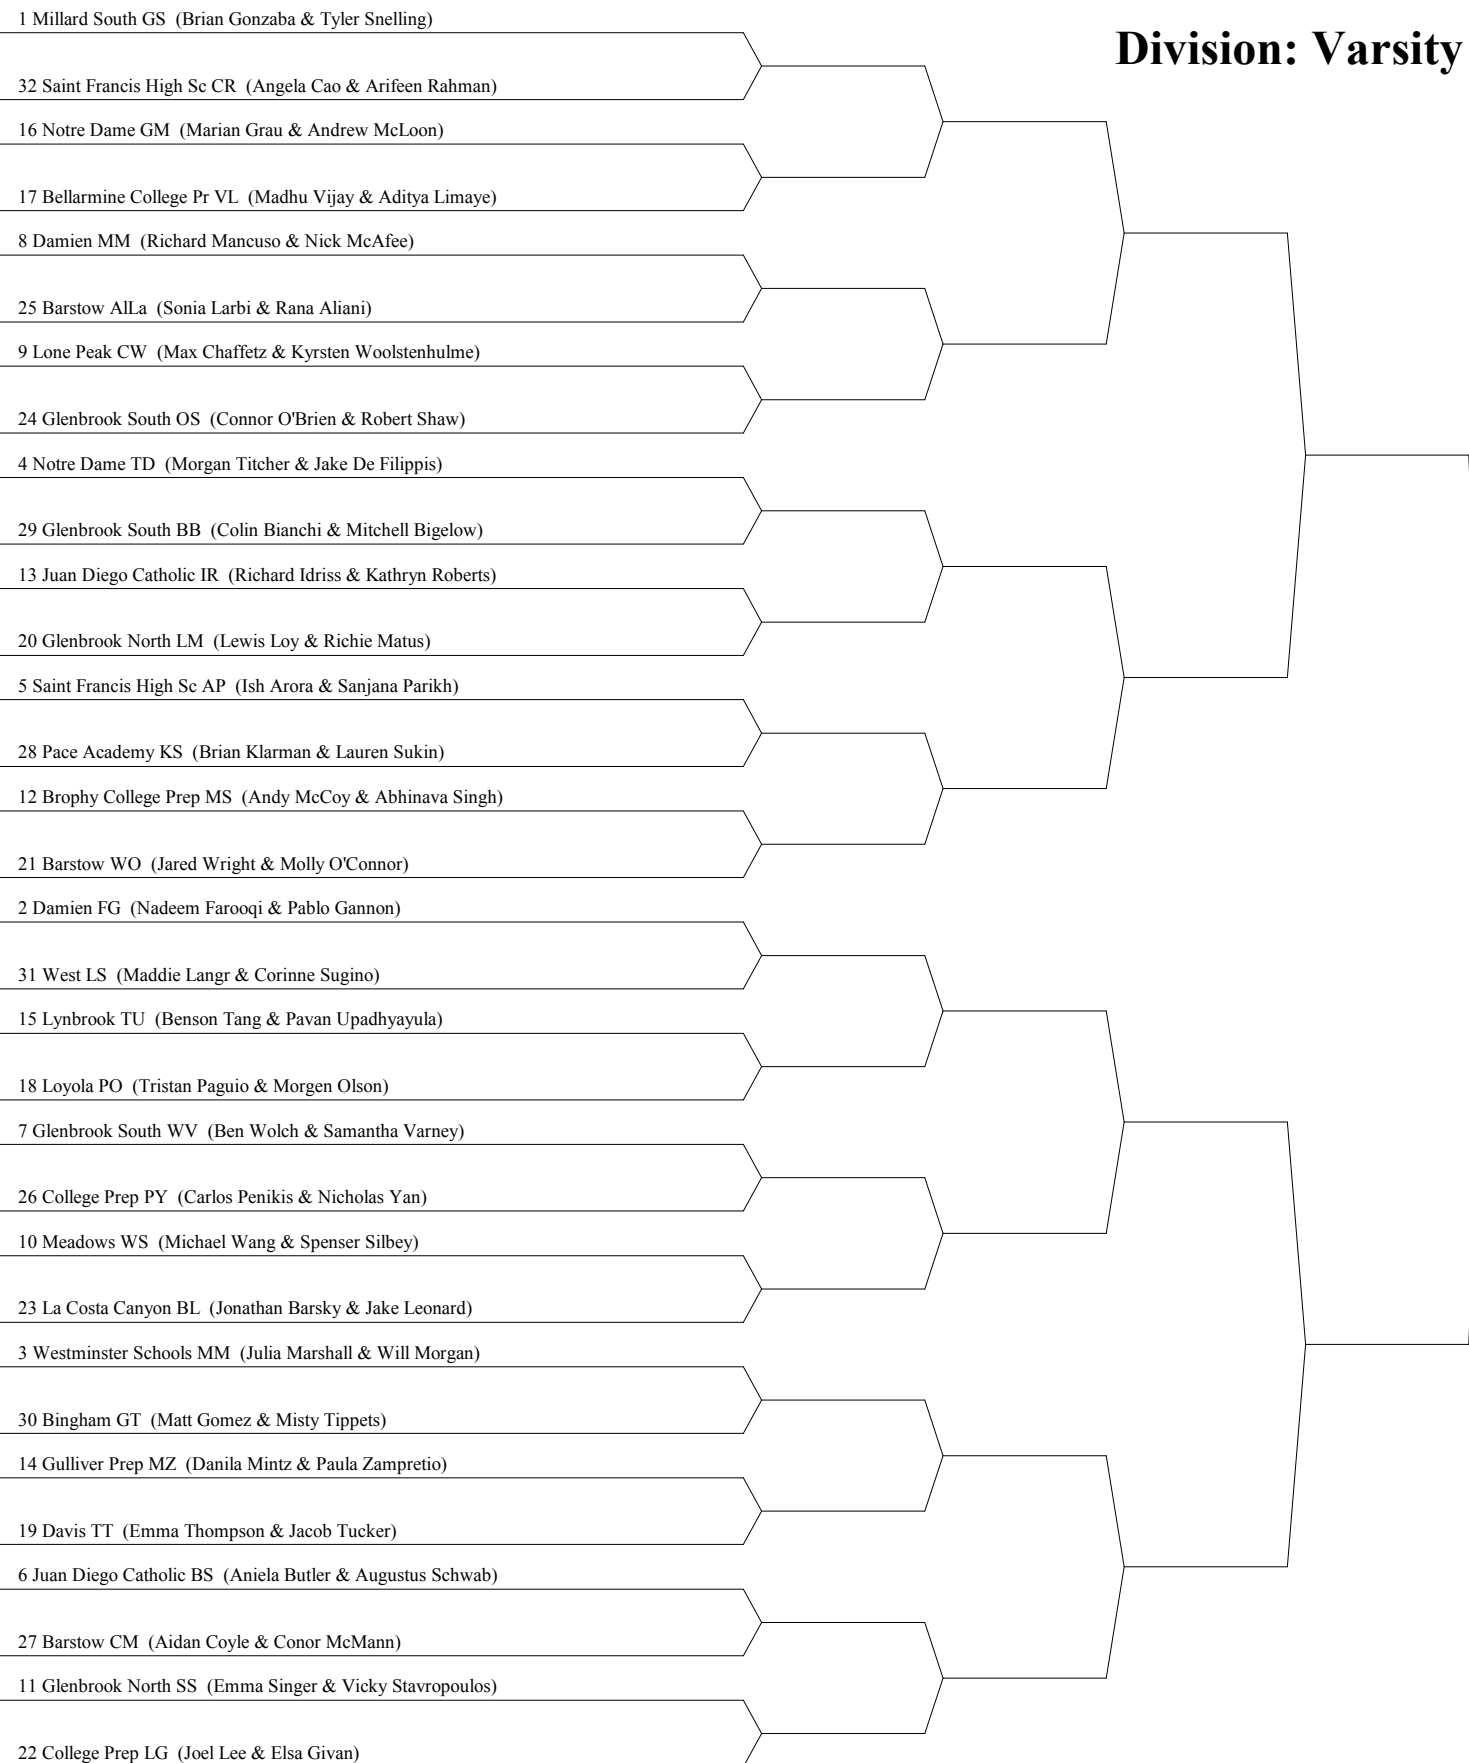 Division: Varsity
1 Millard South GS (Brian Gonzaba & Tyler Snelling)
32 Saint Francis High Sc CR (Angela Cao & Arifeen Rahman)
16 Notre Dame GM (Marian Grau & Andrew McLoon)
17 Bellarmine College Pr VL (Madhu Vijay & Aditya Limaye)
8 Damien MM (Richard Mancuso & Nick McAfee)
25 Barstow AlLa (Sonia Larbi & Rana Aliani)
9 Lone Peak CW (Max Chaffetz & Kyrsten Woolstenhulme)
24 Glenbrook South OS (Connor O'Brien & Robert Shaw)
4 Notre Dame TD (Morgan Titcher & Jake De Filippis)
29 Glenbrook South BB (Colin Bianchi & Mitchell Bigelow)
13 Juan Diego Catholic IR (Richard Idriss & Kathryn Roberts)
20 Glenbrook North LM (Lewis Loy & Richie Matus)
5 Saint Francis High Sc AP (Ish Arora & Sanjana Parikh)
28 Pace Academy KS (Brian Klarman & Lauren Sukin)
12 Brophy College Prep MS (Andy McCoy & Abhinava Singh)
21 Barstow WO (Jared Wright & Molly O'Connor)
2 Damien FG (Nadeem Farooqi & Pablo Gannon)
31 West LS (Maddie Langr & Corinne Sugino)
15 Lynbrook TU (Benson Tang & Pavan Upadhyayula)
18 Loyola PO (Tristan Paguio & Morgen Olson)
7 Glenbrook South WV (Ben Wolch & Samantha Varney)
26 College Prep PY (Carlos Penikis & Nicholas Yan)
10 Meadows WS (Michael Wang & Spenser Silbey)
23 La Costa Canyon BL (Jonathan Barsky & Jake Leonard)
3 Westminster Schools MM (Julia Marshall & Will Morgan)
30 Bingham GT (Matt Gomez & Misty Tippets)
14 Gulliver Prep MZ (Danila Mintz & Paula Zampretio)
19 Davis TT (Emma Thompson & Jacob Tucker)
6 Juan Diego Catholic BS (Aniela Butler & Augustus Schwab)
27 Barstow CM (Aidan Coyle & Conor McMann)
11 Glenbrook North SS (Emma Singer & Vicky Stavropoulos)
22 College Prep LG (Joel Lee & Elsa Givan)